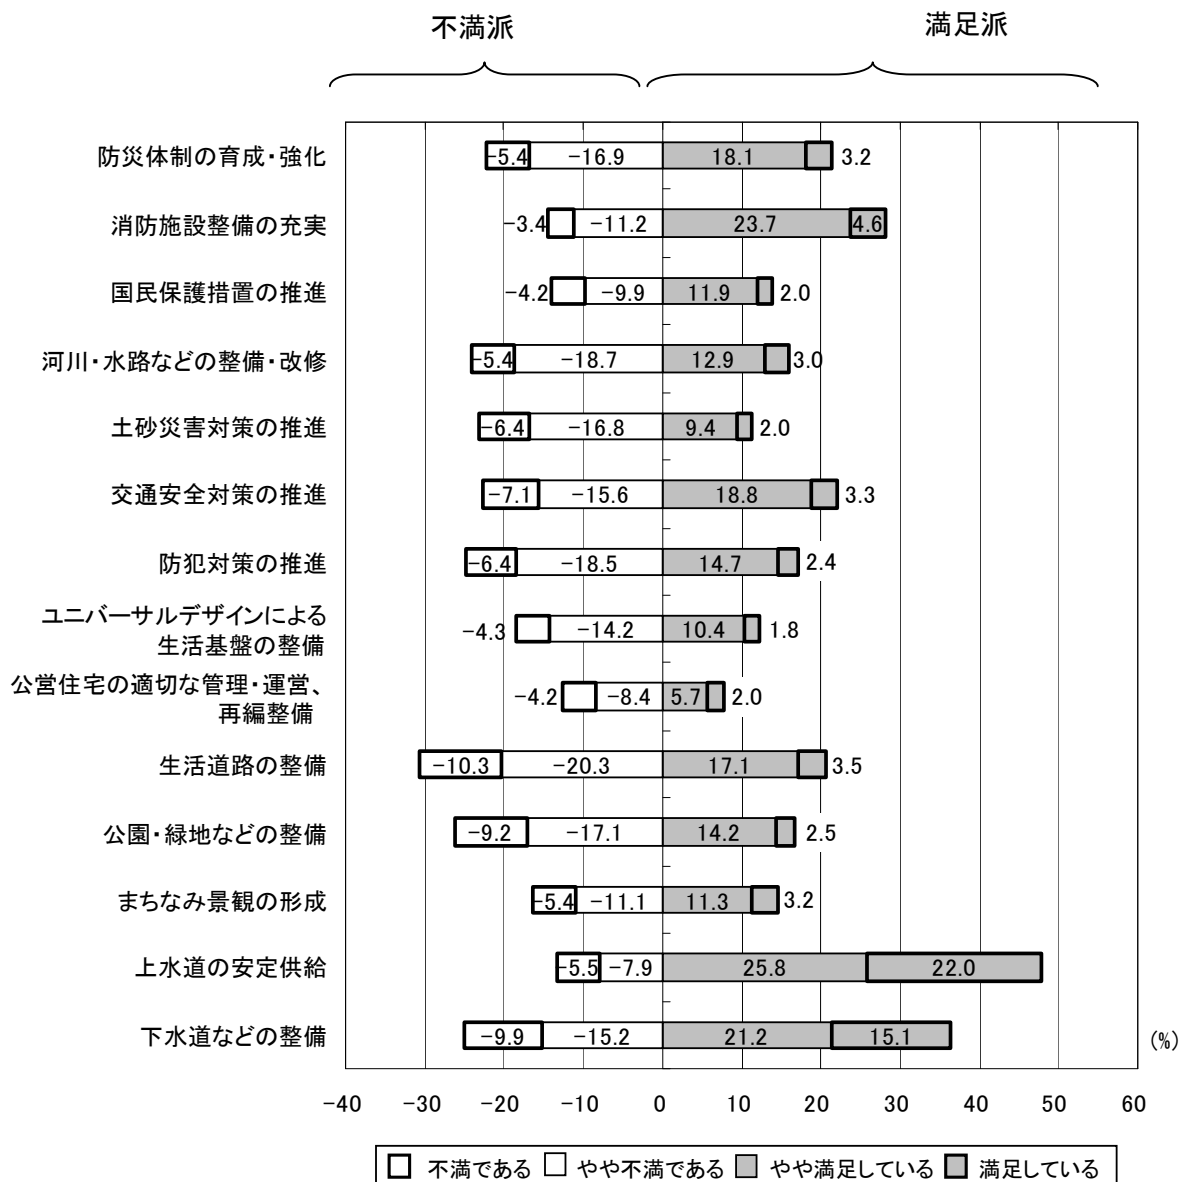 不満派 満足派
防災体制の育成・強化 -5.4 -16.9 18.1 3.2
消防施設整備の充実 -3.4 -11.2 23.7 4.6
国民保護措置の推進 -4.2 -9.9 11.9 2.0
河川・水路などの整備・改修 -5.4 -18.7 12.9 3.0
土砂災害対策の推進 -6.4 -16.8 9.4 2.0
交通安全対策の推進 -7.1 -15.6 18.8 3.3
防犯対策の推進 -6.4 -18.5 14.7 2.4
ユニバーサルデザインによる
生活基盤の整備 -4.3 -14.2 10.4 1.8
公営住宅の適切な管理・運営、
再編整備 -4.2 -8.4 5.7 2.0
生活道路の整備 -10.3 -20.3 17.1 3.5
公園・緑地などの整備 -9.2 -17.1 14.2 2.5
まちなみ景観の形成 -5.4 -11.1 11.3 3.2
上水道の安定供給 -5.5 -7.9 25.8 22.0
下水道などの整備 -9.9 -15.2 21.2 15.1 (%)
-40 -30 -20 -10 0 10 20 30 40 50 60
不満である やや不満である やや満足している 満足している